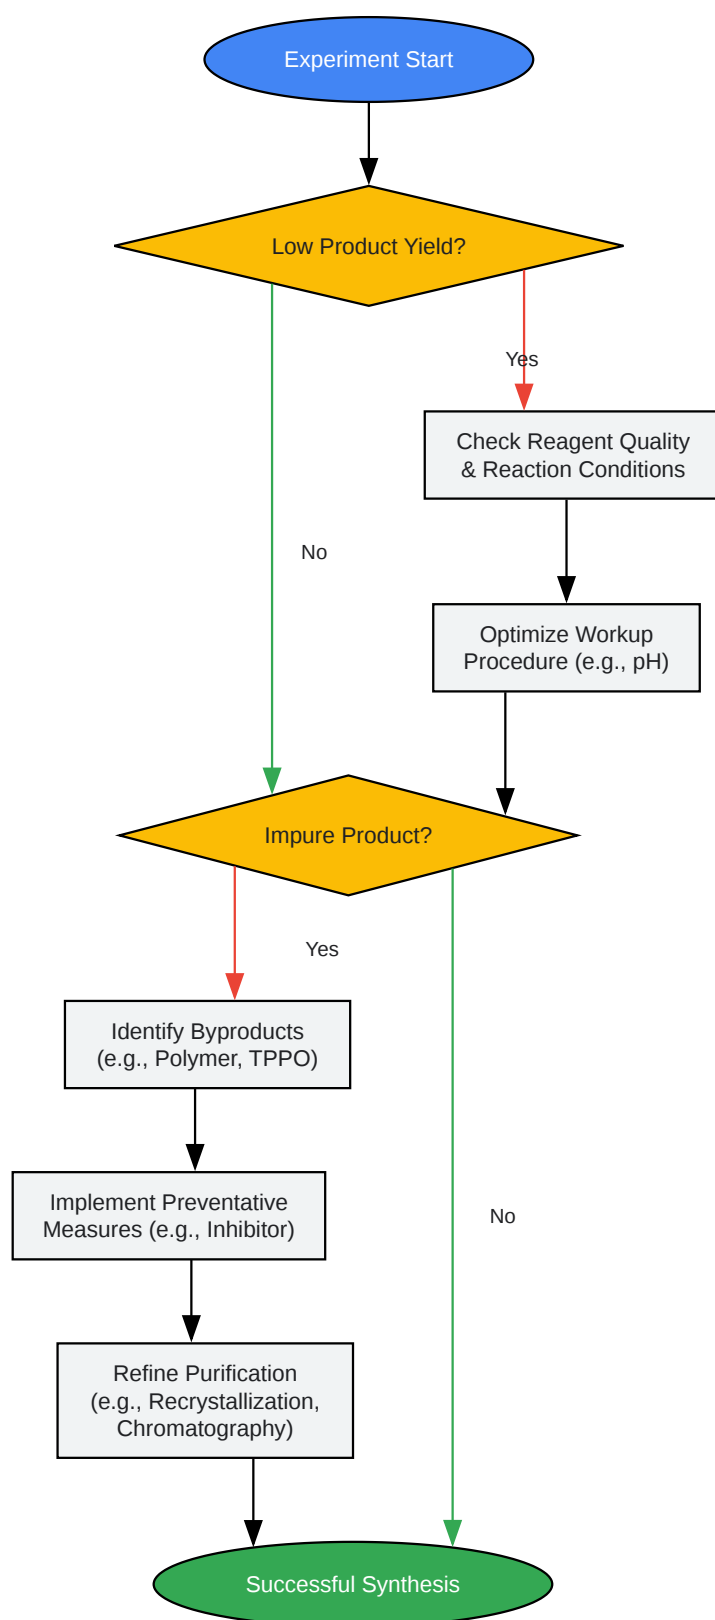 Experiment Start
Low Product Yield?
Yes
Check Reagent Quality
& Reaction Conditions
No
Optimize Workup
Procedure (e.g., pH)
Impure Product?
Yes
Identify Byproducts
(e.g., Polymer, TPPO)
Implement Preventative
Measures (e.g., Inhibitor)
No
Refine Purification
(e.g., Recrystallization,
Chromatography)
Successful Synthesis